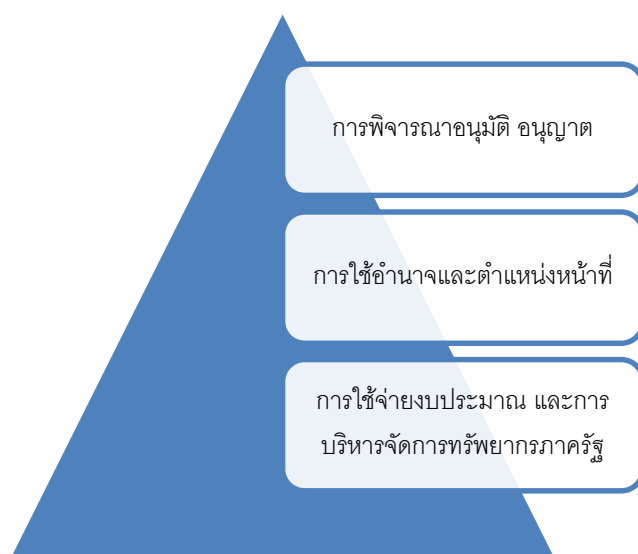 การพิจารณาอนุมัติ อนุญาต
การใช้อำนาจและตำแหน่งหน้าที่
การใช้จ่ายงบประมาณ และการ
บริหารจัดการทรัพยากรภาครัฐ